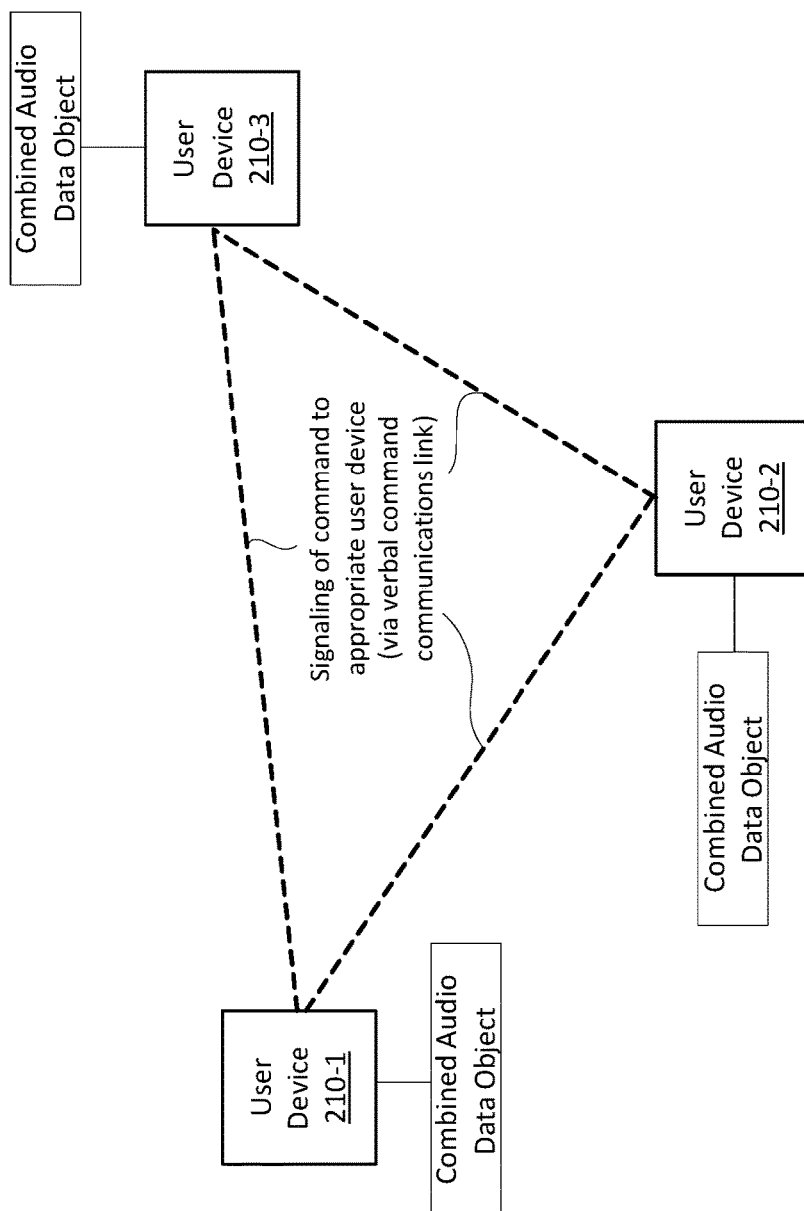 Combined Audio
Data Object
User
Device
210-3
Signaling of command to
appropriate user device
(via verbal command
communications link)
User
Device
210-1
Combined Audio
Data Object
User
Device
210-2
Combined Audio
Data Object